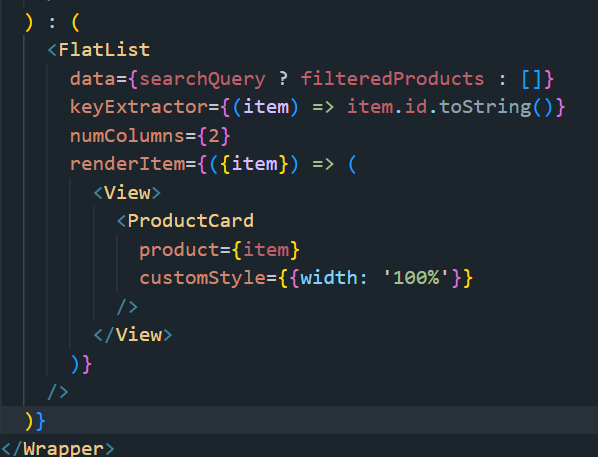 ) : (
<FlatList
data={searchQuery ? filteredProducts : []}
keyExtractor={(item) => item.id.toString()}
numColumns={2}
renderItem={({item}) => (
<View>
<ProductCard
product={item}
customStyle={{width: '100%'}}
/>
</View>
)}
/>
)}
</Wrapper>